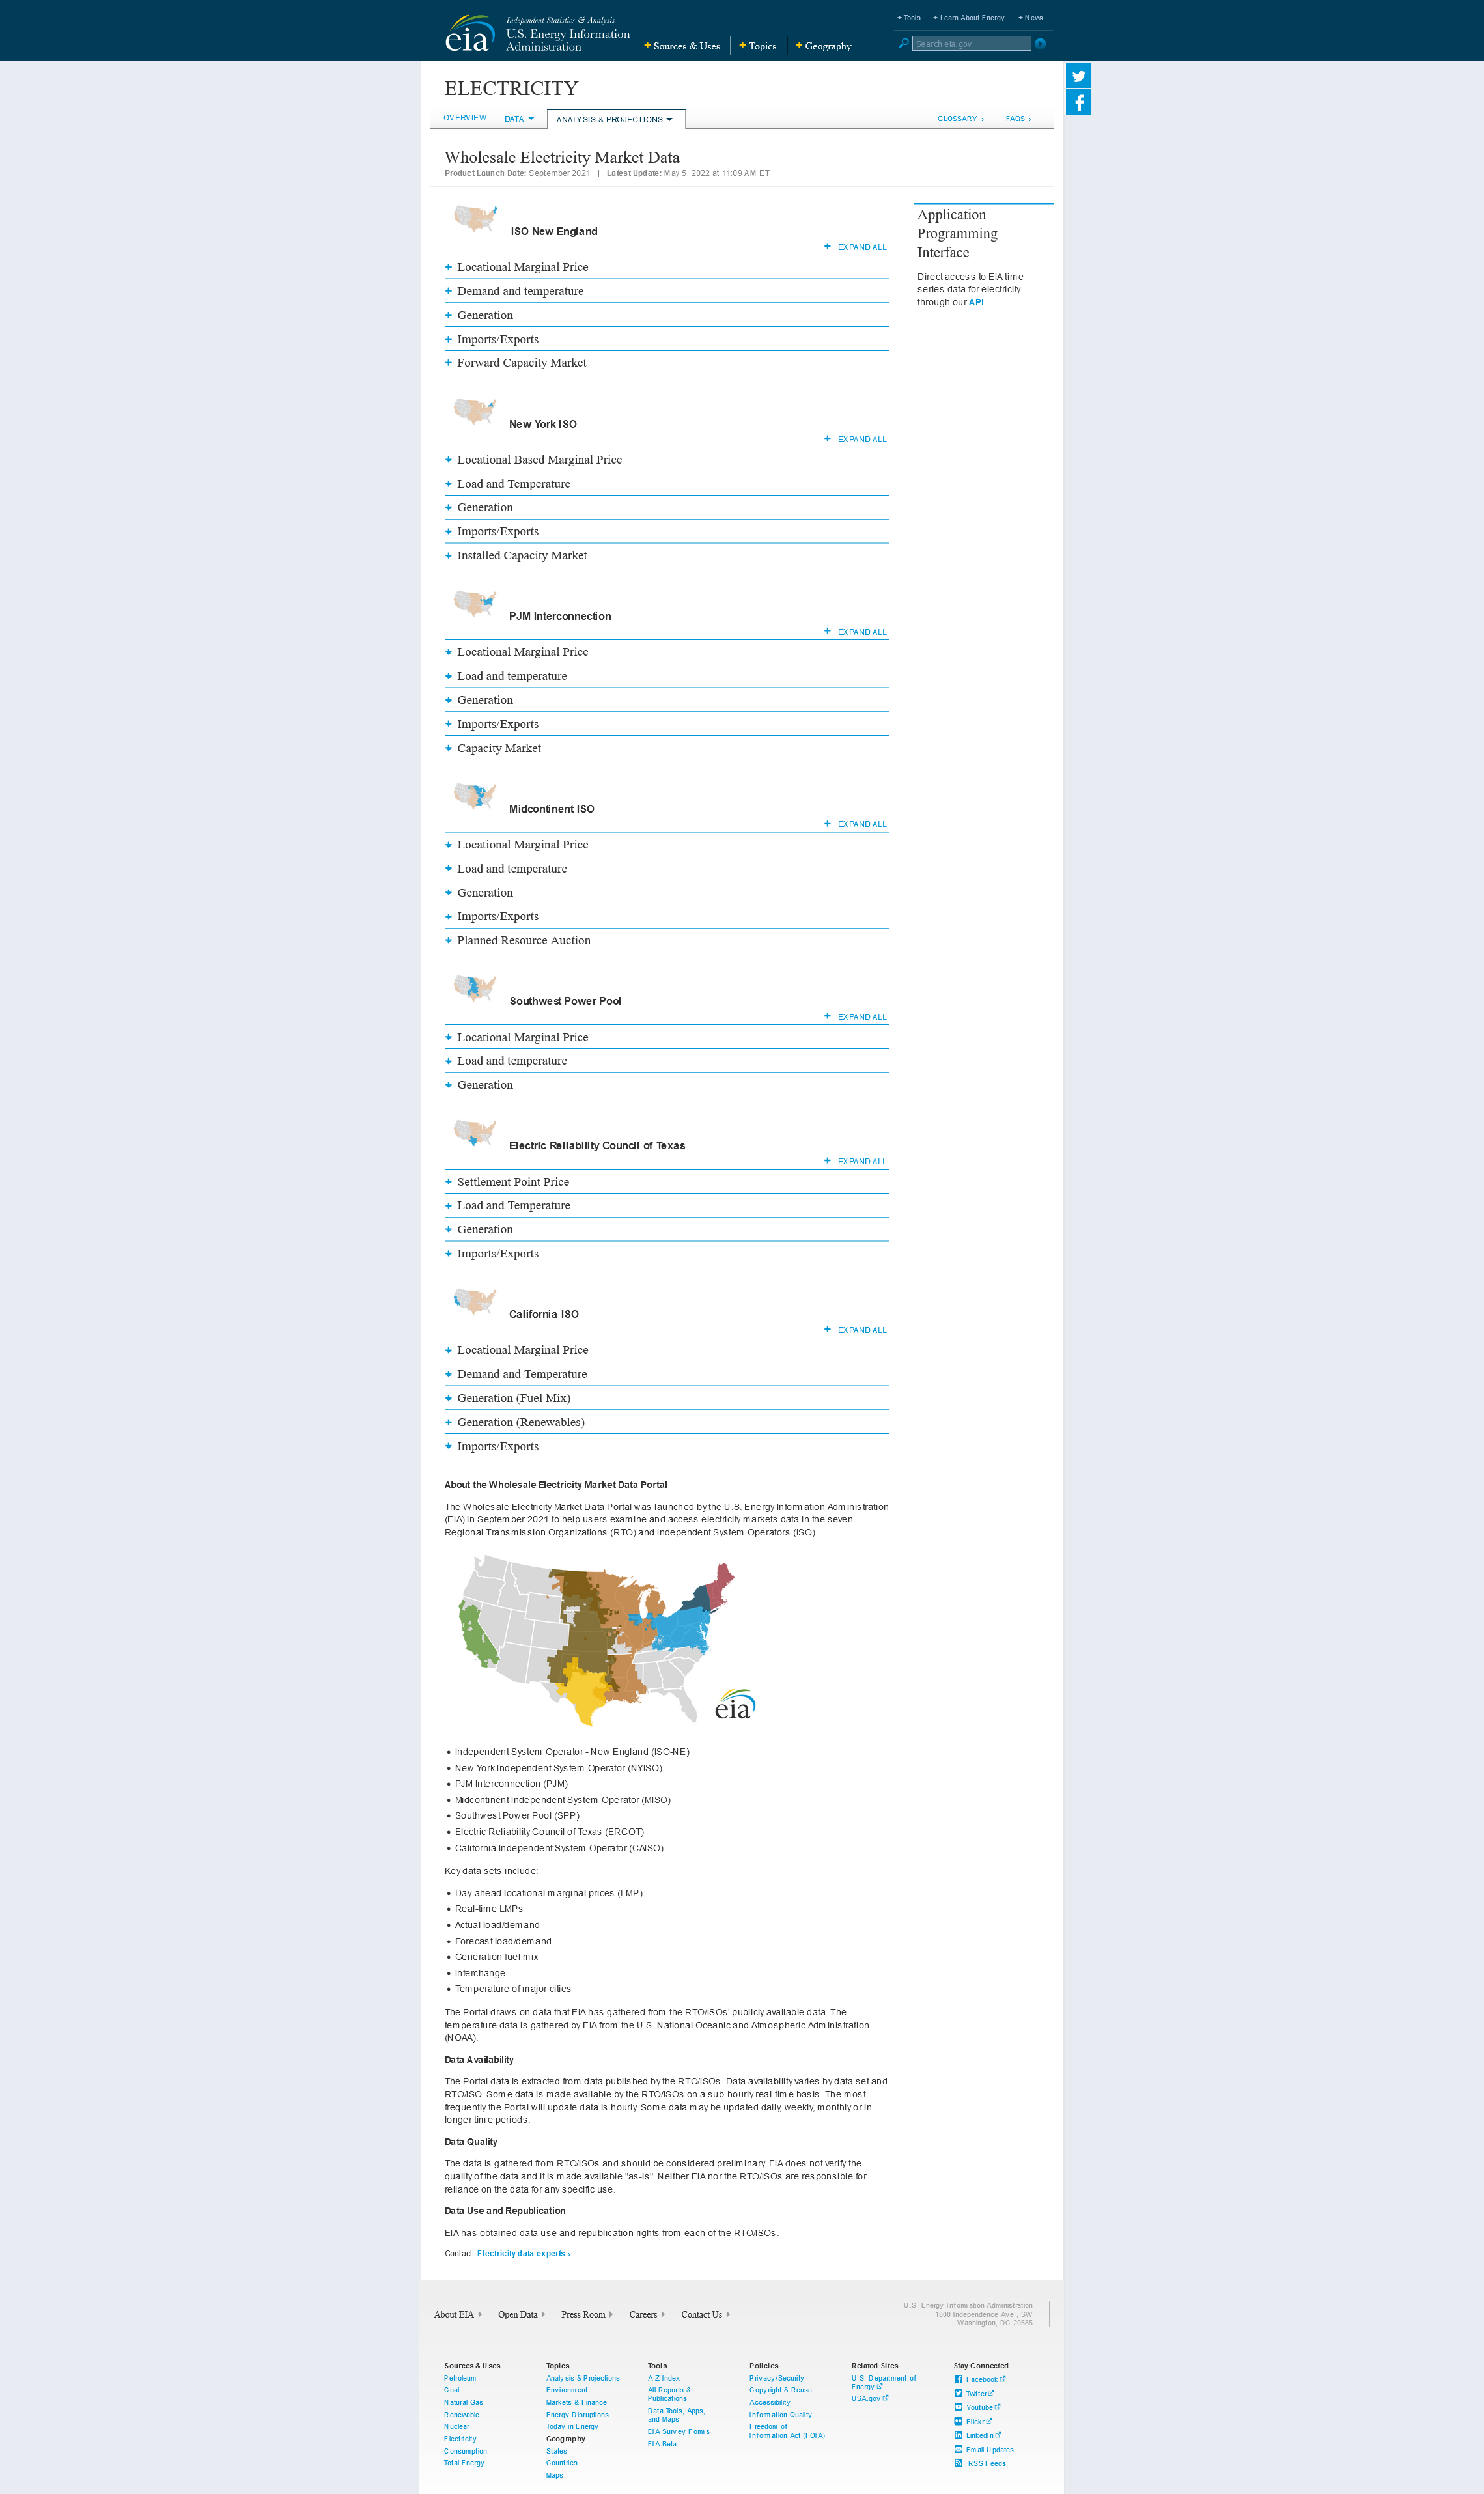 Tools
Learn About Energy
News
eia
Independent Statistics & Analysis
U.S. Energy Information
Administration
Sources & Uses
Topics
Geography
Search eia.gov
ELECTRICITY
OVERVIEW
DATA
ANALYSIS & PROJECTIONS
GLOSSARY ›
FAQS ›
Wholesale Electricity Market Data
Product Launch Date: September 2021 | Latest Update: May 5, 2022 at 11:09 AM ET
ISO New England
+ EXPAND ALL
Locational Marginal Price
Demand and temperature
Generation
Imports/Exports
Forward Capacity Market
Application
Programming
Interface
Direct access to EIA time
series data for electricity
through our API
New York ISO
+ EXPAND ALL
Locational Based Marginal Price
Load and Temperature
Generation
Imports/Exports
Installed Capacity Market
PJM Interconnection
+ EXPAND ALL
Locational Marginal Price
Load and temperature
Generation
Imports/Exports
Capacity Market
Midcontinent ISO
+ EXPAND ALL
Locational Marginal Price
Load and temperature
Generation
Imports/Exports
Planned Resource Auction
Southwest Power Pool
+ EXPAND ALL
Locational Marginal Price
Load and temperature
Generation
Electric Reliability Council of Texas
+ EXPAND ALL
Settlement Point Price
Load and Temperature
Generation
Imports/Exports
California ISO
+ EXPAND ALL
Locational Marginal Price
Demand and Temperature
Generation (Fuel Mix)
Generation (Renewables)
Imports/Exports
About the Wholesale Electricity Market Data Portal
The Wholesale Electricity Market Data Portal was launched by the U.S. Energy Information Administration
(EIA) in September 2021 to help users examine and access electricity markets data in the seven
Regional Transmission Organizations (RTO) and Independent System Operators (ISO).
eia
• Independent System Operator - New England (ISO-NE)
• New York Independent System Operator (NYISO)
• PJM Interconnection (PJM)
• Midcontinent Independent System Operator (MISO)
• Southwest Power Pool (SPP)
• Electric Reliability Council of Texas (ERCOT)
• California Independent System Operator (CAISO)
Key data sets include:
• Day-ahead locational marginal prices (LMP)
• Real-time LMPs
• Actual load/demand
• Forecast load/demand
• Generation fuel mix
• Interchange
• Temperature of major cities
The Portal draws on data that EIA has gathered from the RTO/ISOs' publicly available data. The
temperature data is gathered by EIA from the U.S. National Oceanic and Atmospheric Administration
(NOAA).
Data Availability
The Portal data is extracted from data published by the RTO/ISOs. Data availability varies by data set and
RTO/ISO. Some data is made available by the RTO/ISOs on a sub-hourly real-time basis. The most
frequently the Portal will update data is hourly. Some data may be updated daily, weekly, monthly or in
longer time periods.
Data Quality
The data is gathered from RTO/ISOs and should be considered preliminary. EIA does not verify the
quality of the data and it is made available "as-is". Neither EIA nor the RTO/ISOs are responsible for
reliance on the data for any specific use.
Data Use and Republication
EIA has obtained data use and republication rights from each of the RTO/ISOs.
Contact: Electricity data experts ›
About EIA
Open Data
Press Room
Careers
Contact Us
U.S. Energy Information Administration
1000 Independence Ave., SW
Washington, DC 20585
Sources & Uses
Petroleum
Coal
Natural Gas
Renewable
Nuclear
Electricity
Consumption
Total Energy
Topics
Analysis & Projections
Environment
Markets & Finance
Energy Disruptions
Today in Energy
Geography
States
Countries
Maps
Tools
A-Z Index
All Reports &
Publications
Data Tools, Apps,
and Maps
EIA Survey Forms
EIA Beta
Policies
Privacy/Security
Copyright & Reuse
Accessibility
Information Quality
Freedom of
Information Act (FOIA)
Related Sites
U.S. Department of
Energy
USA.gov
Stay Connected
Facebook
Twitter
Youtube
Flickr
LinkedIn
Email Updates
RSS Feeds